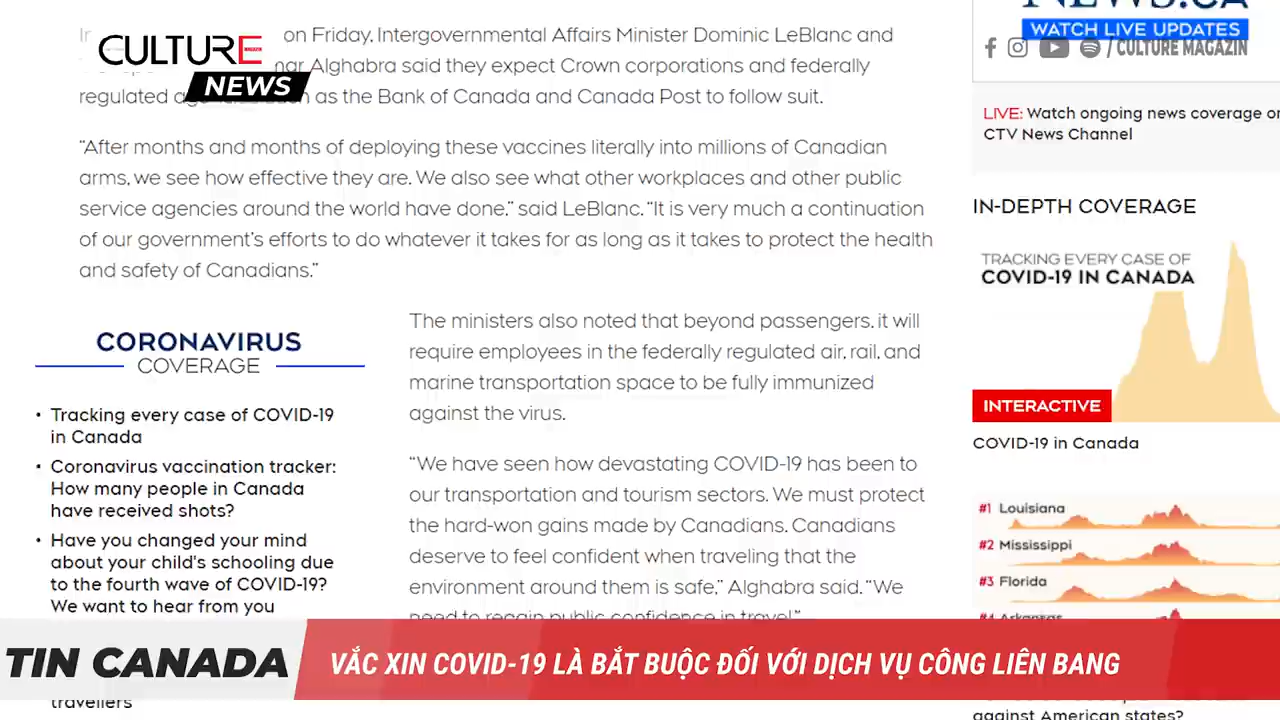 CULTURE
NEWS
NEWS.CA
WATCH LIVE UPDATES
/ CULTURE MAGAZIN
on Friday, Intergovernmental Affairs Minister Dominic LeBlanc and
Alghabra said they expect Crown corporations and federally
regulated as the Bank of Canada and Canada Post to follow suit.
“After months and months of deploying these vaccines literally into millions of Canadian
arms, we see how effective they are. We also see what other workplaces and other public
service agencies around the world have done,” said LeBlanc. “It is very much a continuation
of our government’s efforts to do whatever it takes for as long as it takes to protect the health
and safety of Canadians.”
CORONAVIRUS
COVERAGE
• Tracking every case of COVID-19
in Canada
• Coronavirus vaccination tracker:
How many people in Canada
have received shots?
• Have you changed your mind
about your child's schooling due
to the fourth wave of COVID-19?
We want to hear from you
travellers
The ministers also noted that beyond passengers, it will
require employees in the federally regulated air, rail, and
marine transportation space to be fully immunized
against the virus.
“We have seen how devastating COVID-19 has been to
our transportation and tourism sectors. We must protect
the hard-won gains made by Canadians. Canadians
deserve to feel confident when traveling that the
environment around them is safe,” Alghabra said. “We
need to regain public confidence in travel.”
LIVE: Watch ongoing news coverage on
CTV News Channel
IN-DEPTH COVERAGE
TRACKING EVERY CASE OF
COVID-19 IN CANADA
INTERACTIVE
COVID-19 in Canada
#1 Louisiana
#2 Mississippi
#3 Florida
#4 Arkansas
against American states?
TIN CANADA
VẮC XIN COVID-19 LÀ BẮT BUỘC ĐỐI VỚI DỊCH VỤ CÔNG LIÊN BANG